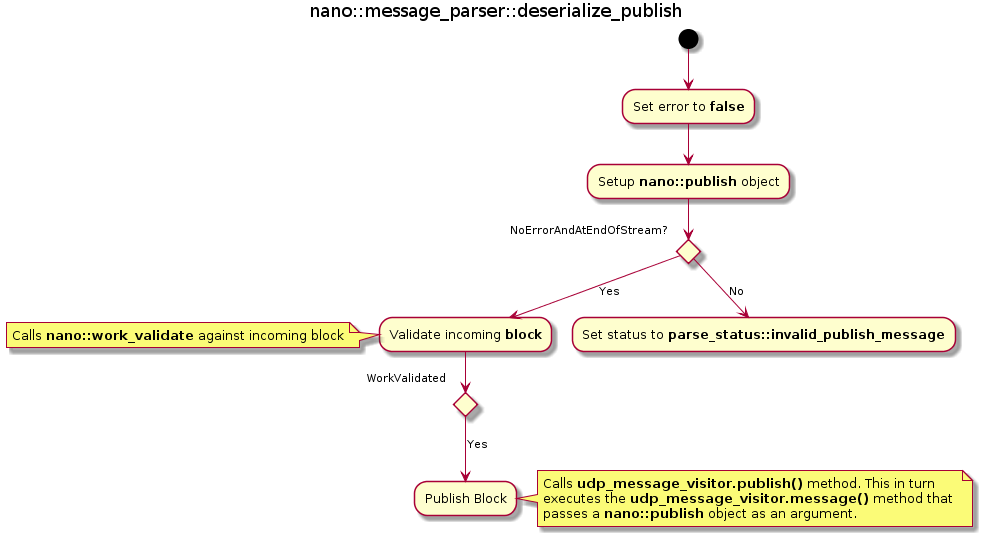 nano::message_parser::deserialize_publish
Set error to false
Setup nano::publish object
NoErrorAndAtEndOfStream?
Yes
No
Calls nano::work_validate against incoming block
Validate incoming block
Set status to parse_status::invalid_publish_message
WorkValidated
Yes
Publish Block
Calls udp_message_visitor.publish() method. This in turn
executes the udp_message_visitor.message() method that
passes a nano::publish object as an argument.